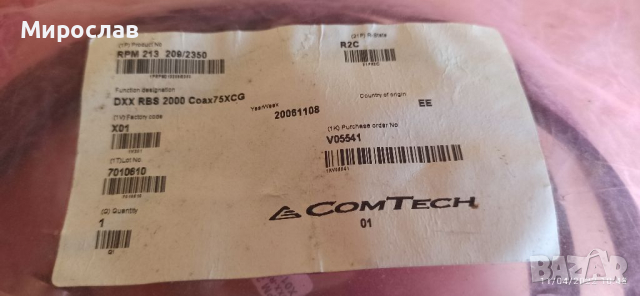 Мирослав
(1P) Product No
RPM 213 209/2350
(21P) R-state
R2C
Function designation
DXX RBS 2000 Coax75XCG
Year/Week
20061108
Country of origin
EE
(1V) Factory code
X01
(1K) Purchase order No
V05541
(1T) Lot No
7010610
(Q) Quantity
1
COMTECH
01
BAZAR